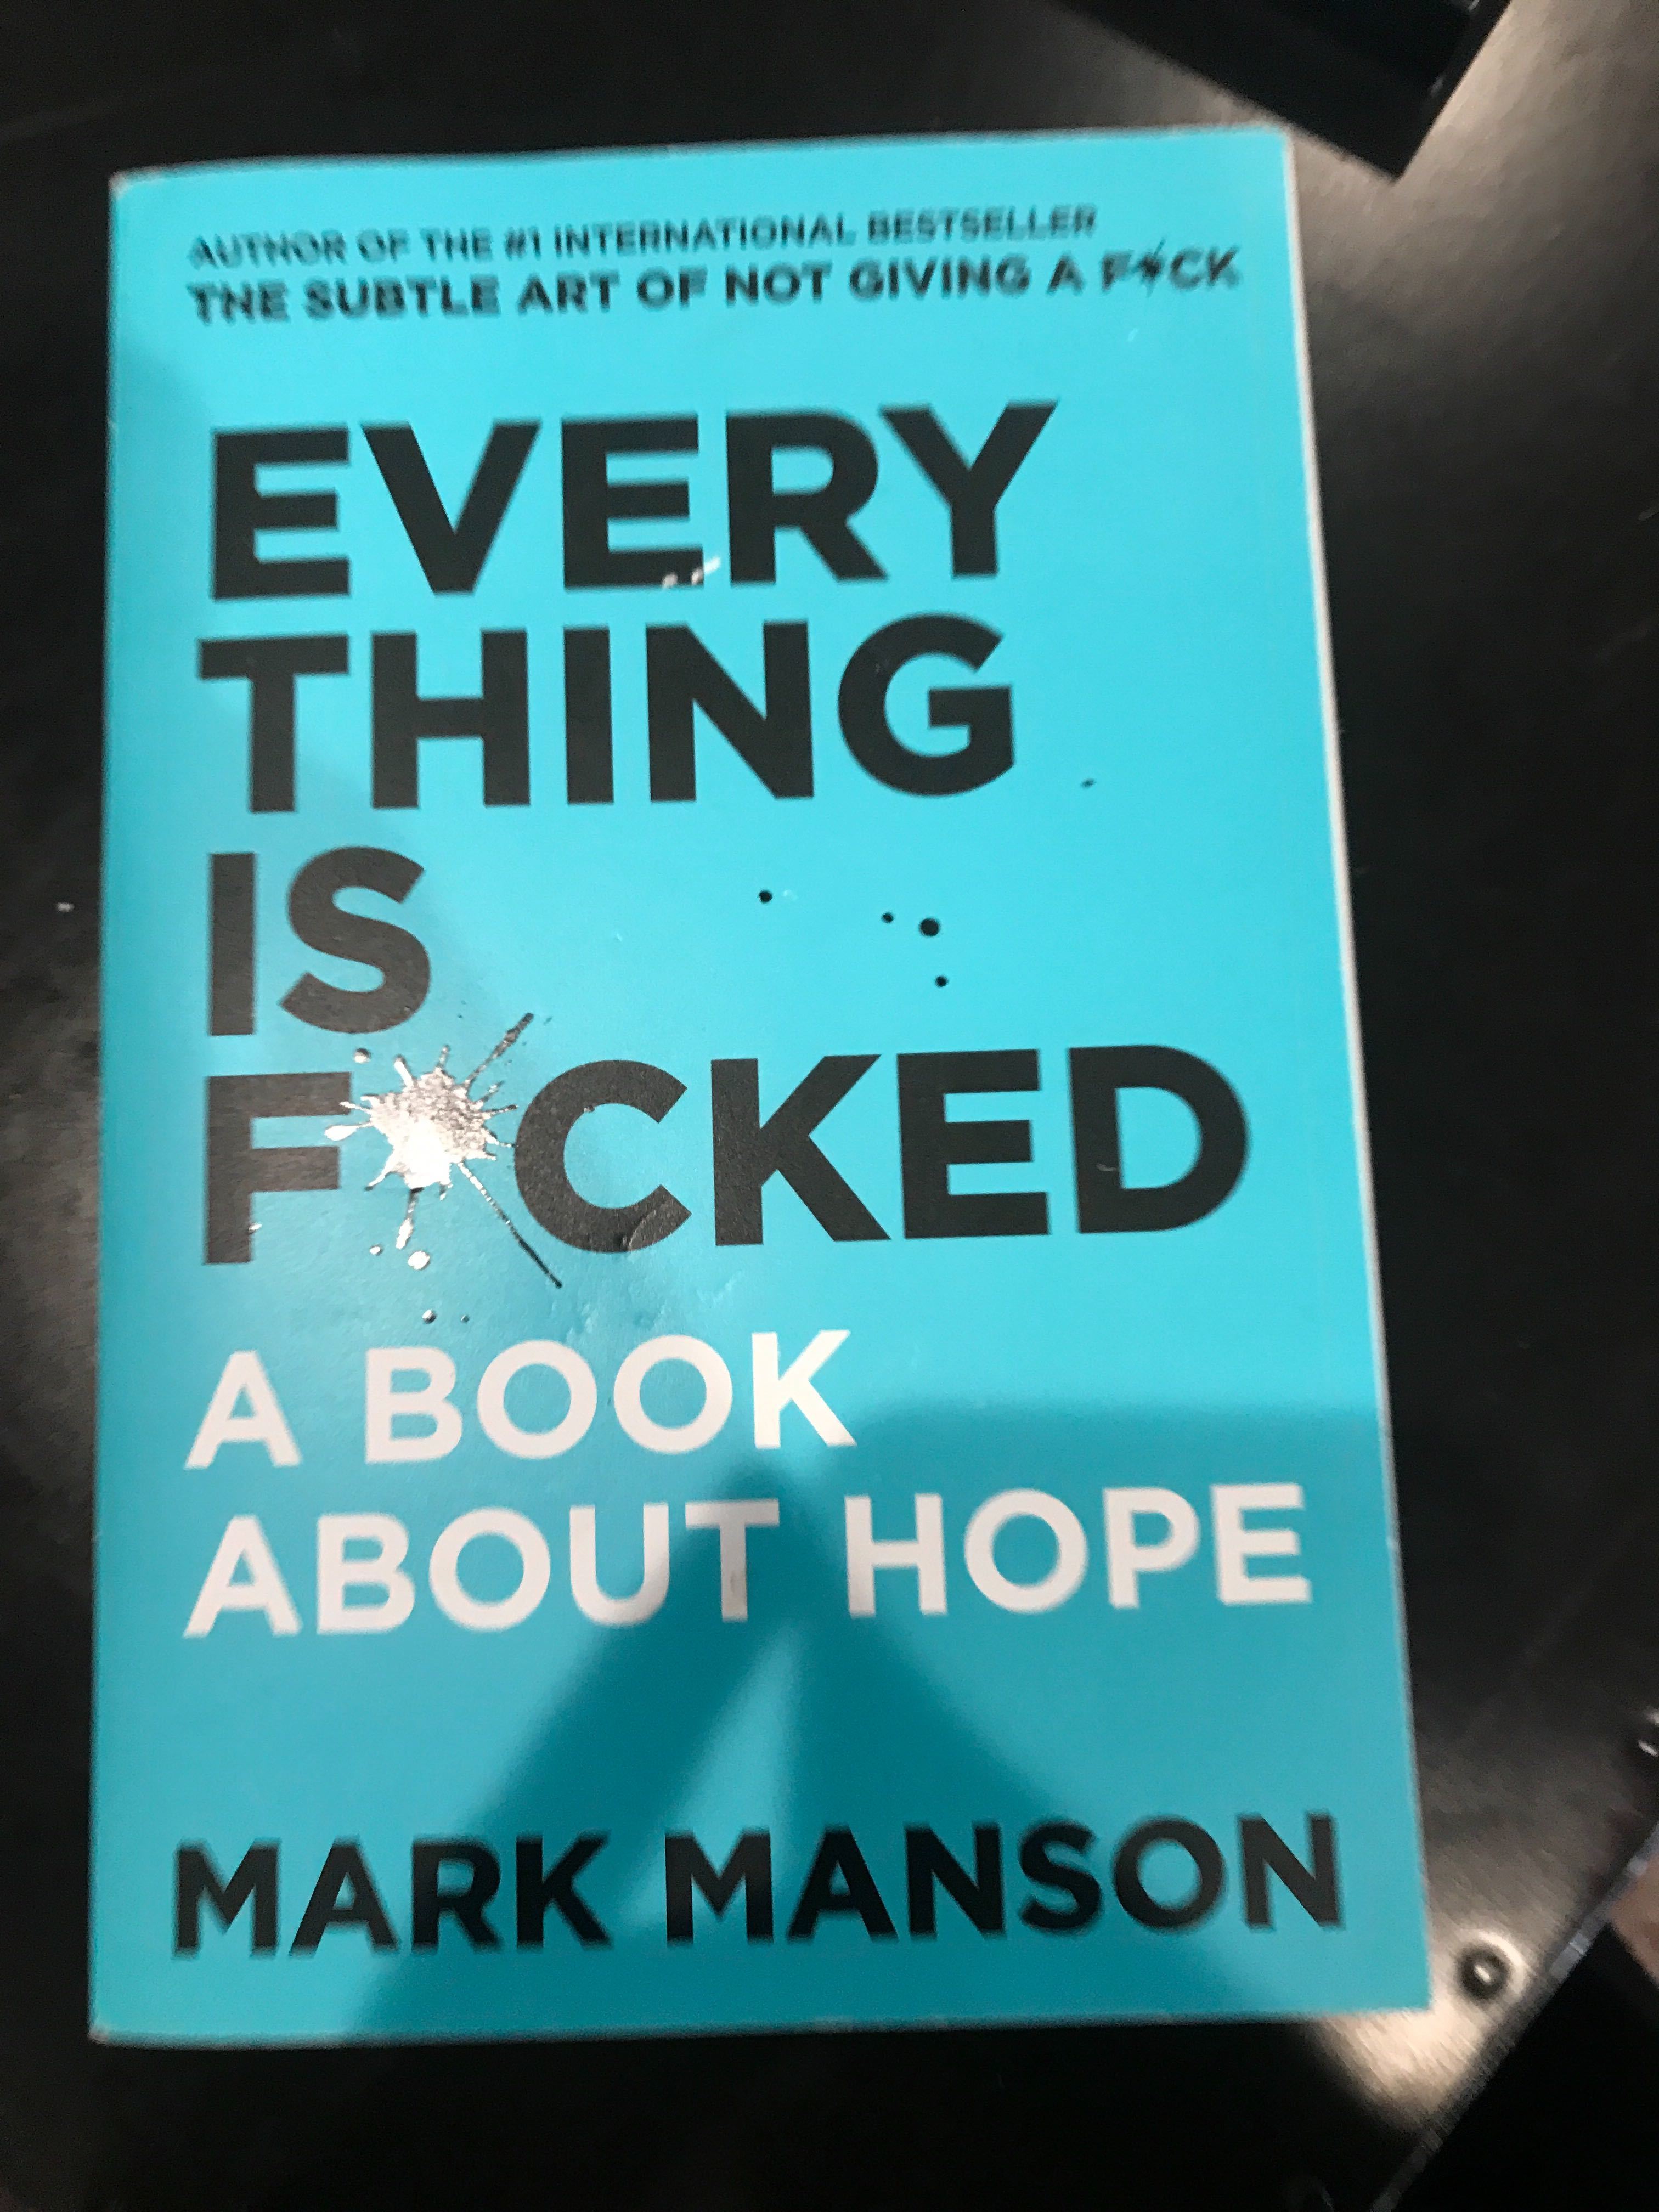 AUTHOR OF THE #1 INTERNATIONAL BESTSELLER
THE SUBTLE ART OF NOT GIVING A F*CK
EVERY
THING
IS
F*CKED
A BOOK
ABOUT HOPE
MARK MANSON